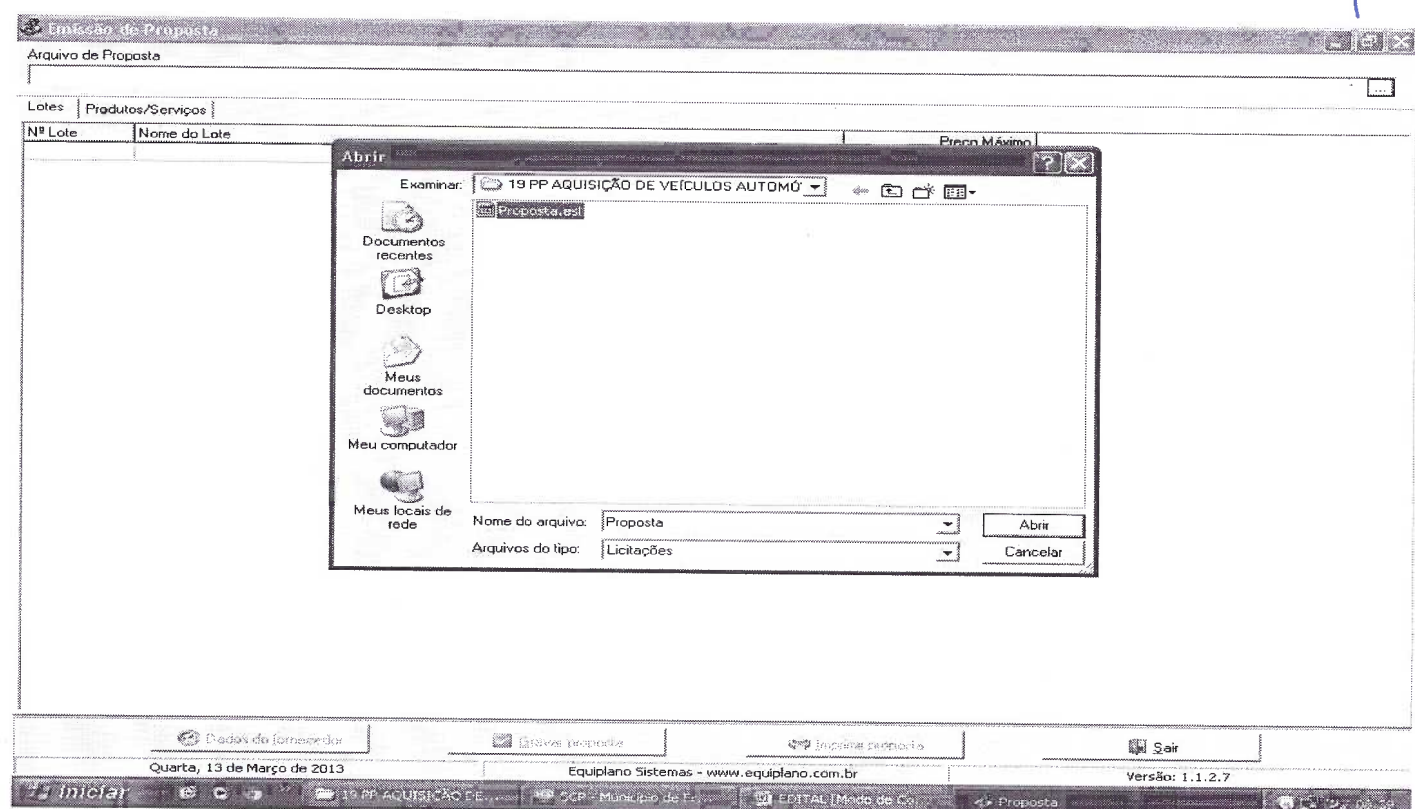 Emissão de Proposta
Arquivo de Proposta
...
Lotes Produtos/Serviços
Nº Lote Nome do Lote Preço Máximo
Abrir
Examinar: 19 PP AQUISIÇÃO DE VEÍCULOS AUTOMÓ
Proposta.esl
Documentos recentes
Desktop
Meus documentos
Meu computador
Meus locais de rede
Nome do arquivo: Proposta Abrir
Arquivos do tipo: Licitações Cancelar
Dados do fornecedor Gravar proposta Imprime proposta Sair
Quarta, 13 de Março de 2013 Equiplano Sistemas - www.equiplano.com.br Versão: 1.1.2.7
Iniciar 19 PP AQUISIÇÃO DE... SCP - Município de F... EDITAL [Modo de Co... Proposta